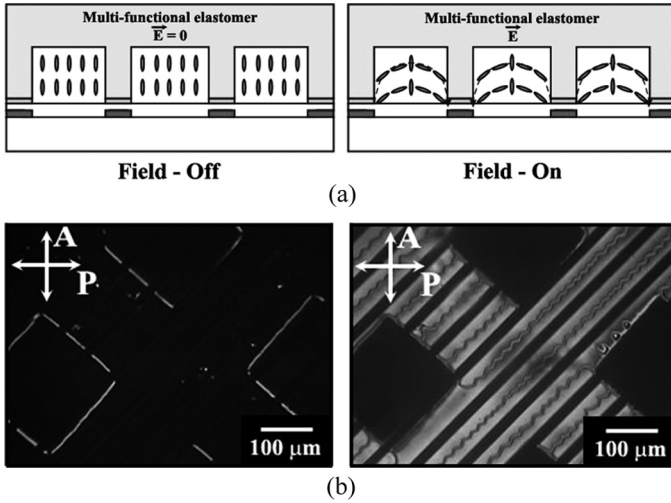 Multi-functional elastomer
E = 0
Multi-functional elastomer
E
Field - Off
Field - On
(a)
A
P
100 μm
A
P
100 μm
(b)